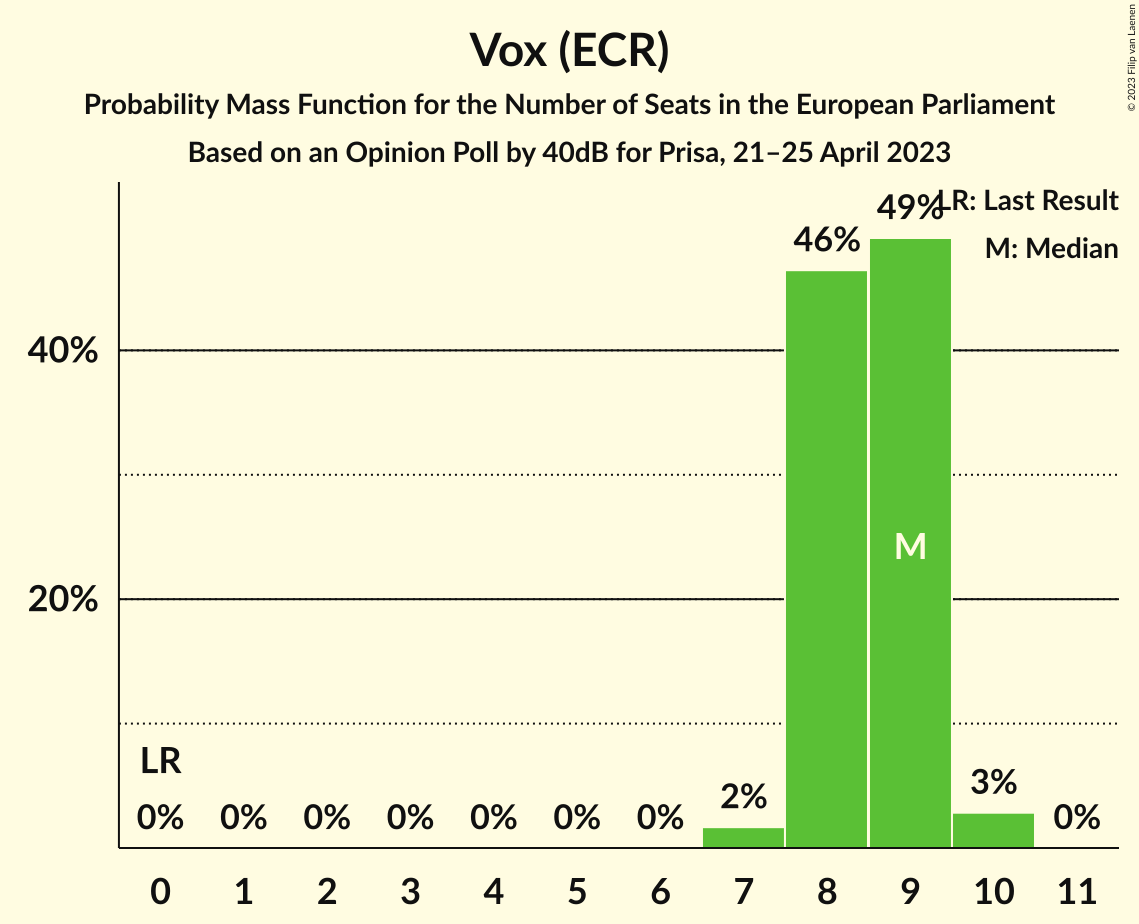 Vox (ECR)
Probability Mass Function for the Number of Seats in the European Parliament
Based on an Opinion Poll by 40dB for Prisa, 21–25 April 2023
© 2023 Filip van Laenen
LR: Last Result
M: Median
49%
46%
40%
M
20%
LR
3%
2%
0% 0% 0% 0% 0% 0% 0% 0%
0 1 2 3 4 5 6 7 8 9 10 11